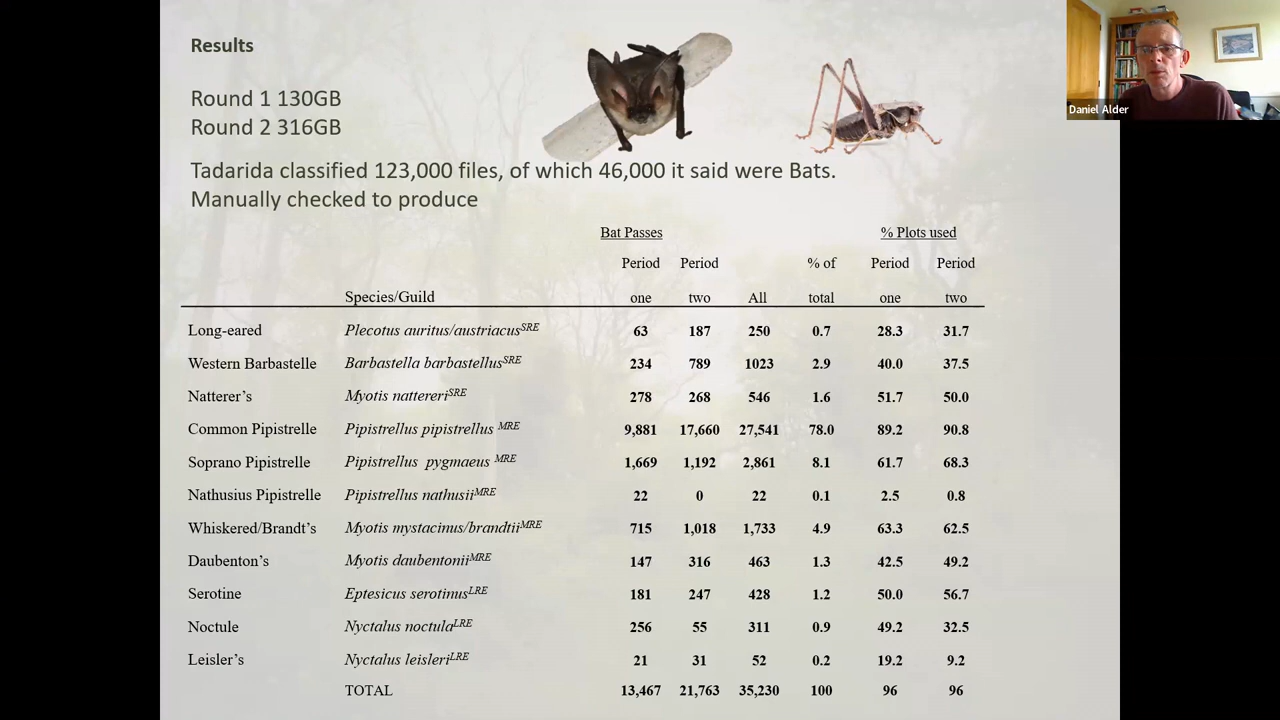 Results
Round 1 130GB
Round 2 316GB
Tadarida classified 123,000 files, of which 46,000 it said were Bats.
Manually checked to produce
Daniel Alder
Bat Passes % Plots used
Period Period % of Period Period
Species/Guild one two All total one two
Long-eared Plecotus auritus/austriacusSRE 63 187 250 0.7 28.3 31.7
Western Barbastelle Barbastella barbastellusSRE 234 789 1023 2.9 40.0 37.5
Natterer's Myotis nattereriSRE 278 268 546 1.6 51.7 50.0
Common Pipistrelle Pipistrellus pipistrellus MRE 9,881 17,660 27,541 78.0 89.2 90.8
Soprano Pipistrelle Pipistrellus pygmaeus MRE 1,669 1,192 2,861 8.1 61.7 68.3
Nathusius Pipistrelle Pipistrellus nathusiiMRE 22 0 22 0.1 2.5 0.8
Whiskered/Brandt's Myotis mystacinus/brandtiiMRE 715 1,018 1,733 4.9 63.3 62.5
Daubenton's Myotis daubentoniiMRE 147 316 463 1.3 42.5 49.2
Serotine Eptesicus serotinusLRE 181 247 428 1.2 50.0 56.7
Noctule Nyctalus noctulaLRE 256 55 311 0.9 49.2 32.5
Leisler's Nyctalus leisleriLRE 21 31 52 0.2 19.2 9.2
TOTAL 13,467 21,763 35,230 100 96 96